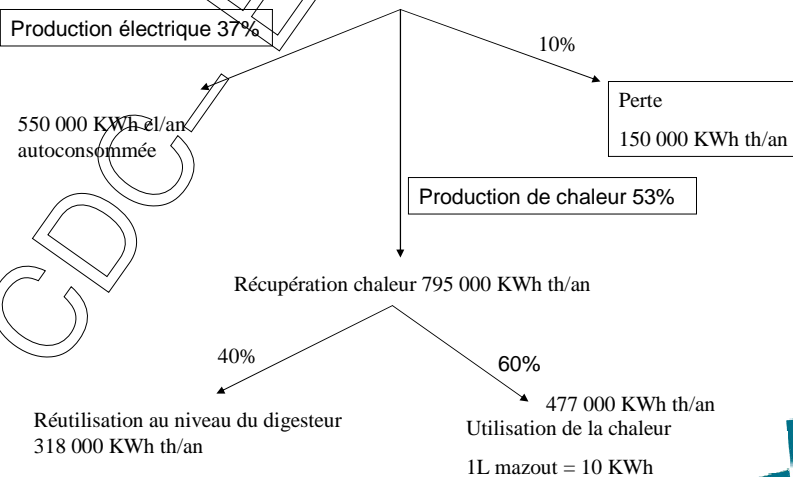 Production électrique 37%
10%
550 000 KWh él/an
autoconsommée
Perte
150 000 KWh th/an
Production de chaleur 53%
Récupération chaleur 795 000 KWh th/an
40%
60%
Réutilisation au niveau du digesteur
318 000 KWh th/an
477 000 KWh th/an
Utilisation de la chaleur
1L mazout = 10 KWh
CDC-